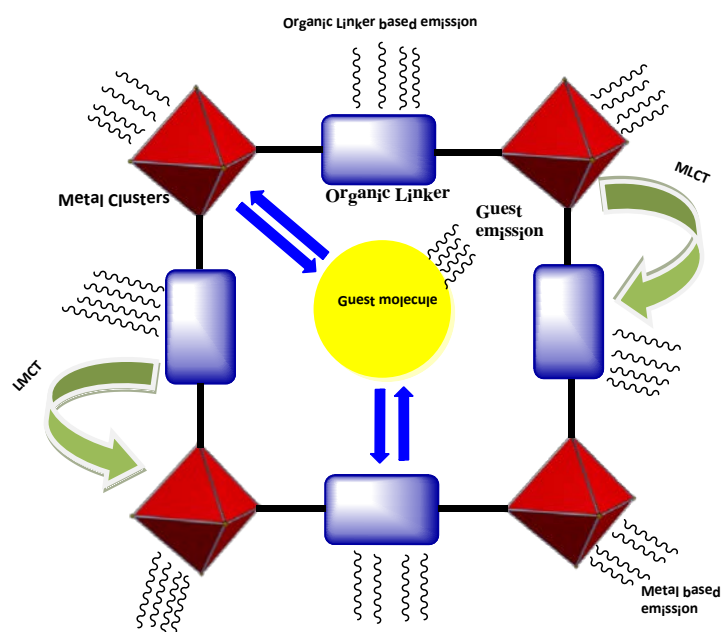 Organic Linker based emission
MLCT
Metal Clusters
Organic Linker
Guest
emission
Guest molecule
LMCT
Metal based
emission